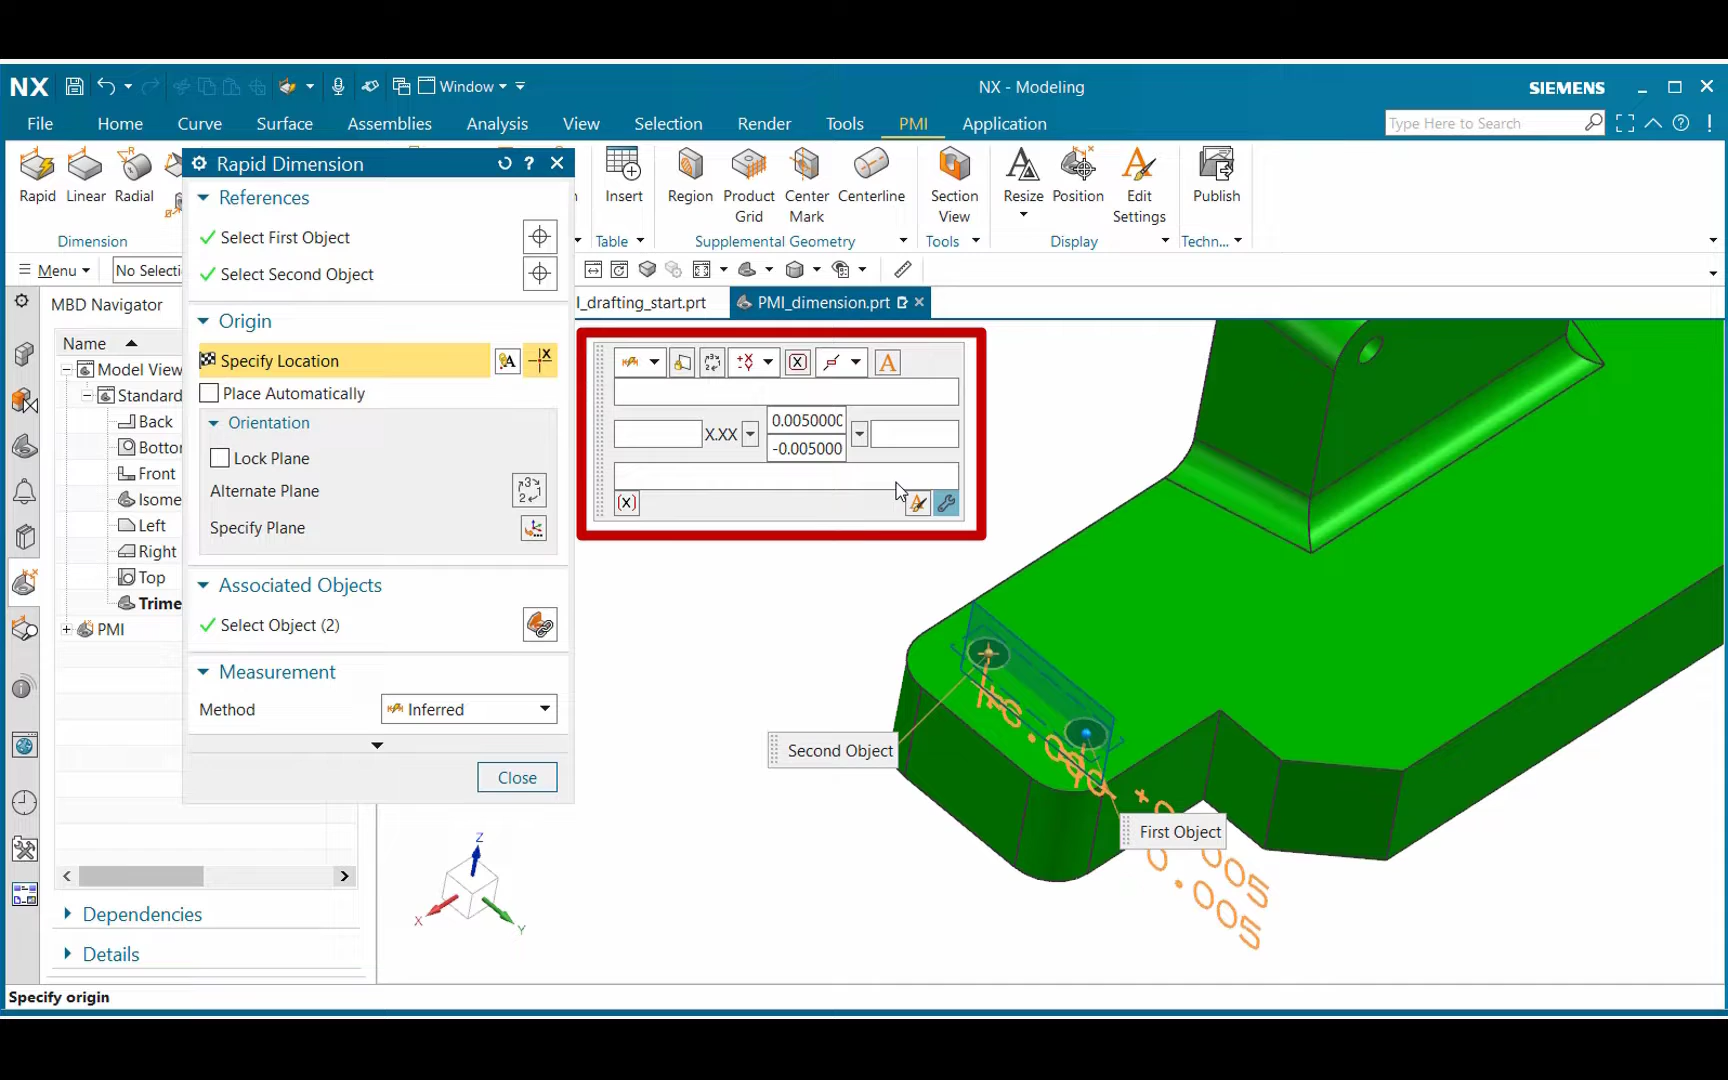 NX
Window
NX - Modeling
SIEMENS
File Home Curve Surface Assemblies Analysis View Selection Render Tools PMI Application
Type Here to Search
Rapid Linear Radial
Dimension
Insert
Table
Region Product Grid Center Mark Centerline
Supplemental Geometry
Section View
Tools
Resize Position Edit Settings
Display
Publish
Techn...
Menu
No Selecti
Rapid Dimension
References
Select First Object
Select Second Object
Origin
Specify Location
Place Automatically
Orientation
Lock Plane
Alternate Plane
Specify Plane
Associated Objects
Select Object (2)
Measurement
Method
Inferred
Close
MBD Navigator
Name
Model View
Standard
Back
Botto
Front
Isome
Left
Right
Top
Trime
PMI
Dependencies
Details
I_drafting_start.prt
PMI_dimension.prt
X.XX
0.005000
-0.005000
Second Object
First Object
0.005
Z
X
Y
Specify origin